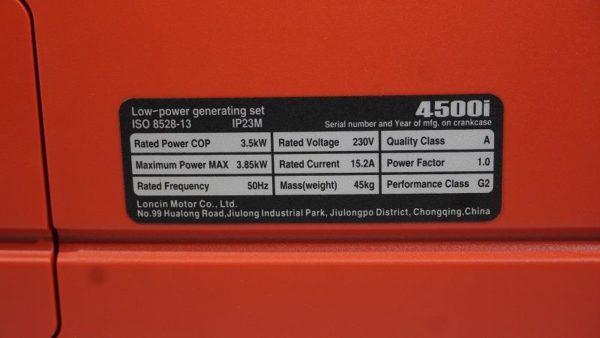 Low-power generating set 4500i
ISO 8528-13 IP23M Serial number and Year of mfg. on crankcase
Rated Power COP 3.5kW Rated Voltage 230V Quality Class A
Maximum Power MAX 3.85kW Rated Current 15.2A Power Factor 1.0
Rated Frequency 50Hz Mass(weight) 45kg Performance Class G2
Loncin Motor Co., Ltd.
No.99 Hualong Road,Jiulong Industrial Park, Jiulongpo District, Chongqing,China